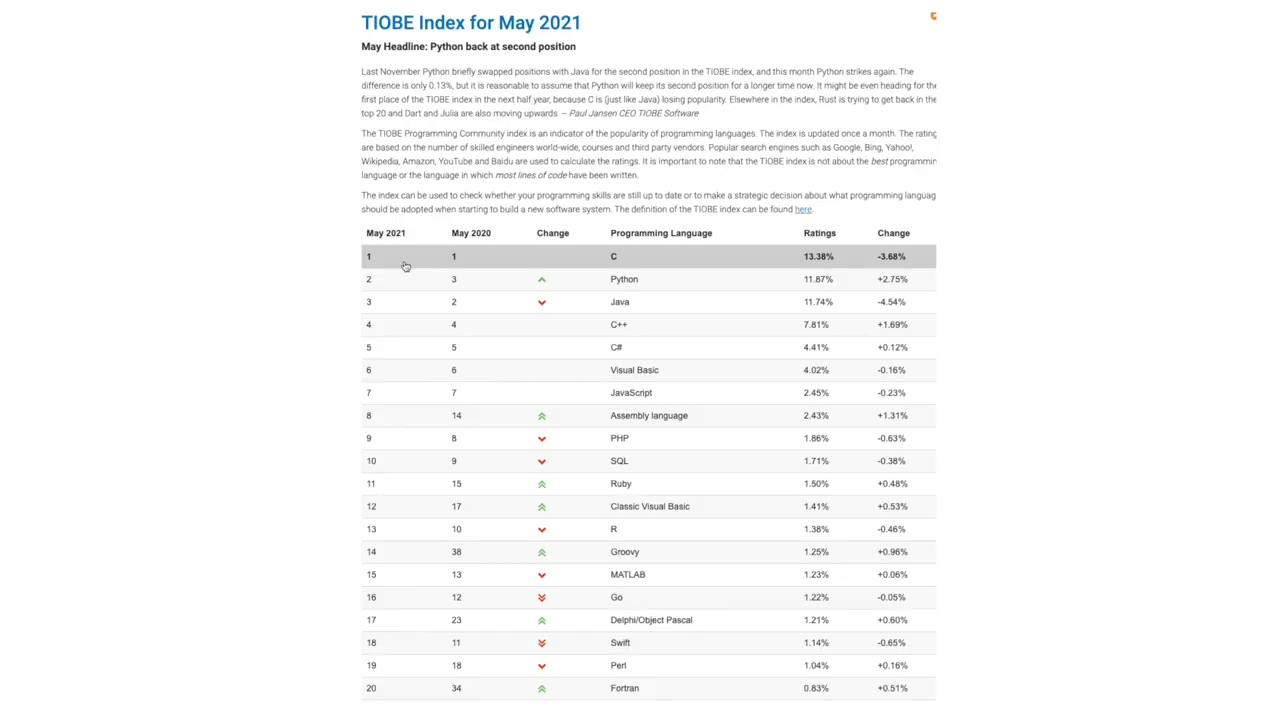 TIOBE Index for May 2021
May Headline: Python back at second position
Last November Python briefly swapped positions with Java for the second position in the TIOBE index, and this month Python strikes again. The
difference is only 0.13%, but it is reasonable to assume that Python will keep its second position for a longer time now. It might be even heading for the
first place of the TIOBE index in the next half year, because C is (just like Java) losing popularity. Elsewhere in the index, Rust is trying to get back in the
top 20 and Dart and Julia are also moving upwards. – Paul Jansen CEO TIOBE Software
The TIOBE Programming Community index is an indicator of the popularity of programming languages. The index is updated once a month. The rating
are based on the number of skilled engineers world-wide, courses and third party vendors. Popular search engines such as Google, Bing, Yahoo!,
Wikipedia, Amazon, YouTube and Baidu are used to calculate the ratings. It is important to note that the TIOBE index is not about the best programmin
language or the language in which most lines of code have been written.
The index can be used to check whether your programming skills are still up to date or to make a strategic decision about what programming languag
should be adopted when starting to build a new software system. The definition of the TIOBE index can be found here.
May 2021 May 2020 Change Programming Language Ratings Change
1 1 C 13.38% -3.68%
2 3 Python 11.87% +2.75%
3 2 Java 11.74% -4.54%
4 4 C++ 7.81% +1.69%
5 5 C# 4.41% +0.12%
6 6 Visual Basic 4.02% -0.16%
7 7 JavaScript 2.45% -0.23%
8 14 Assembly language 2.43% +1.31%
9 8 PHP 1.86% -0.63%
10 9 SQL 1.71% -0.38%
11 15 Ruby 1.50% +0.48%
12 17 Classic Visual Basic 1.41% +0.53%
13 10 R 1.38% -0.46%
14 38 Groovy 1.25% +0.96%
15 13 MATLAB 1.23% +0.06%
16 12 Go 1.22% -0.05%
17 23 Delphi/Object Pascal 1.21% +0.60%
18 11 Swift 1.14% -0.65%
19 18 Perl 1.04% +0.16%
20 34 Fortran 0.83% +0.51%